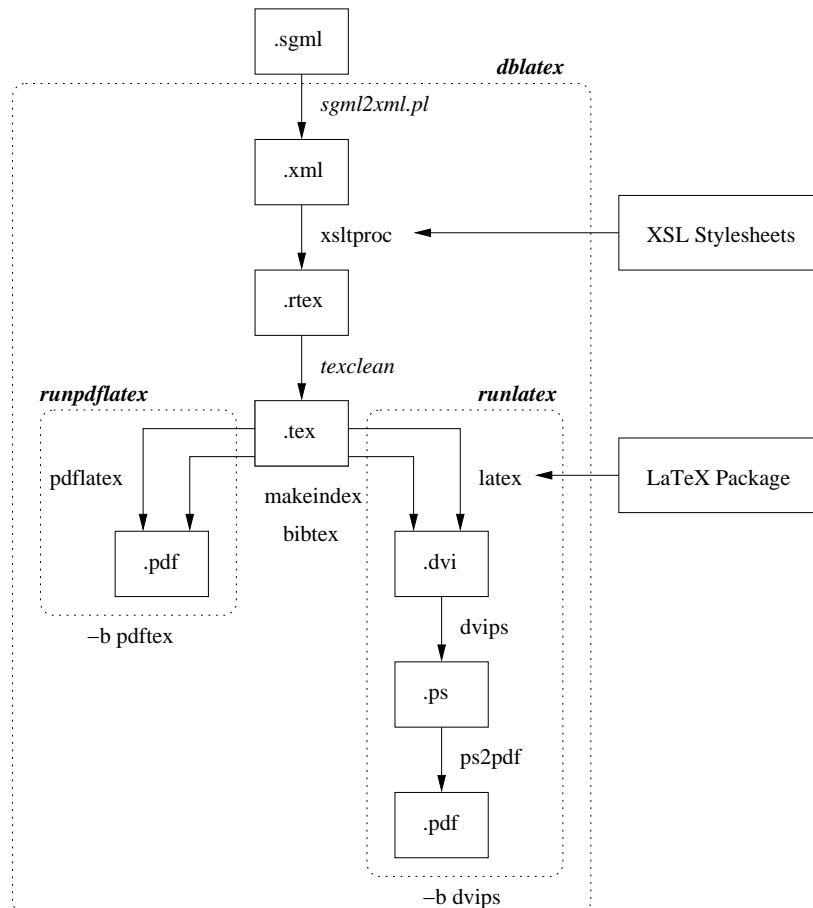 .sgml
dblatex
sgml2xml.pl
.xml
xsltproc
XSL Stylesheets
.rtex
texclean
runpdflatex
runlatex
.tex
pdflatex
latex
LaTeX Package
makeindex
bibtex
.pdf
.dvi
−b pdftex
dvips
.ps
ps2pdf
.pdf
−b dvips